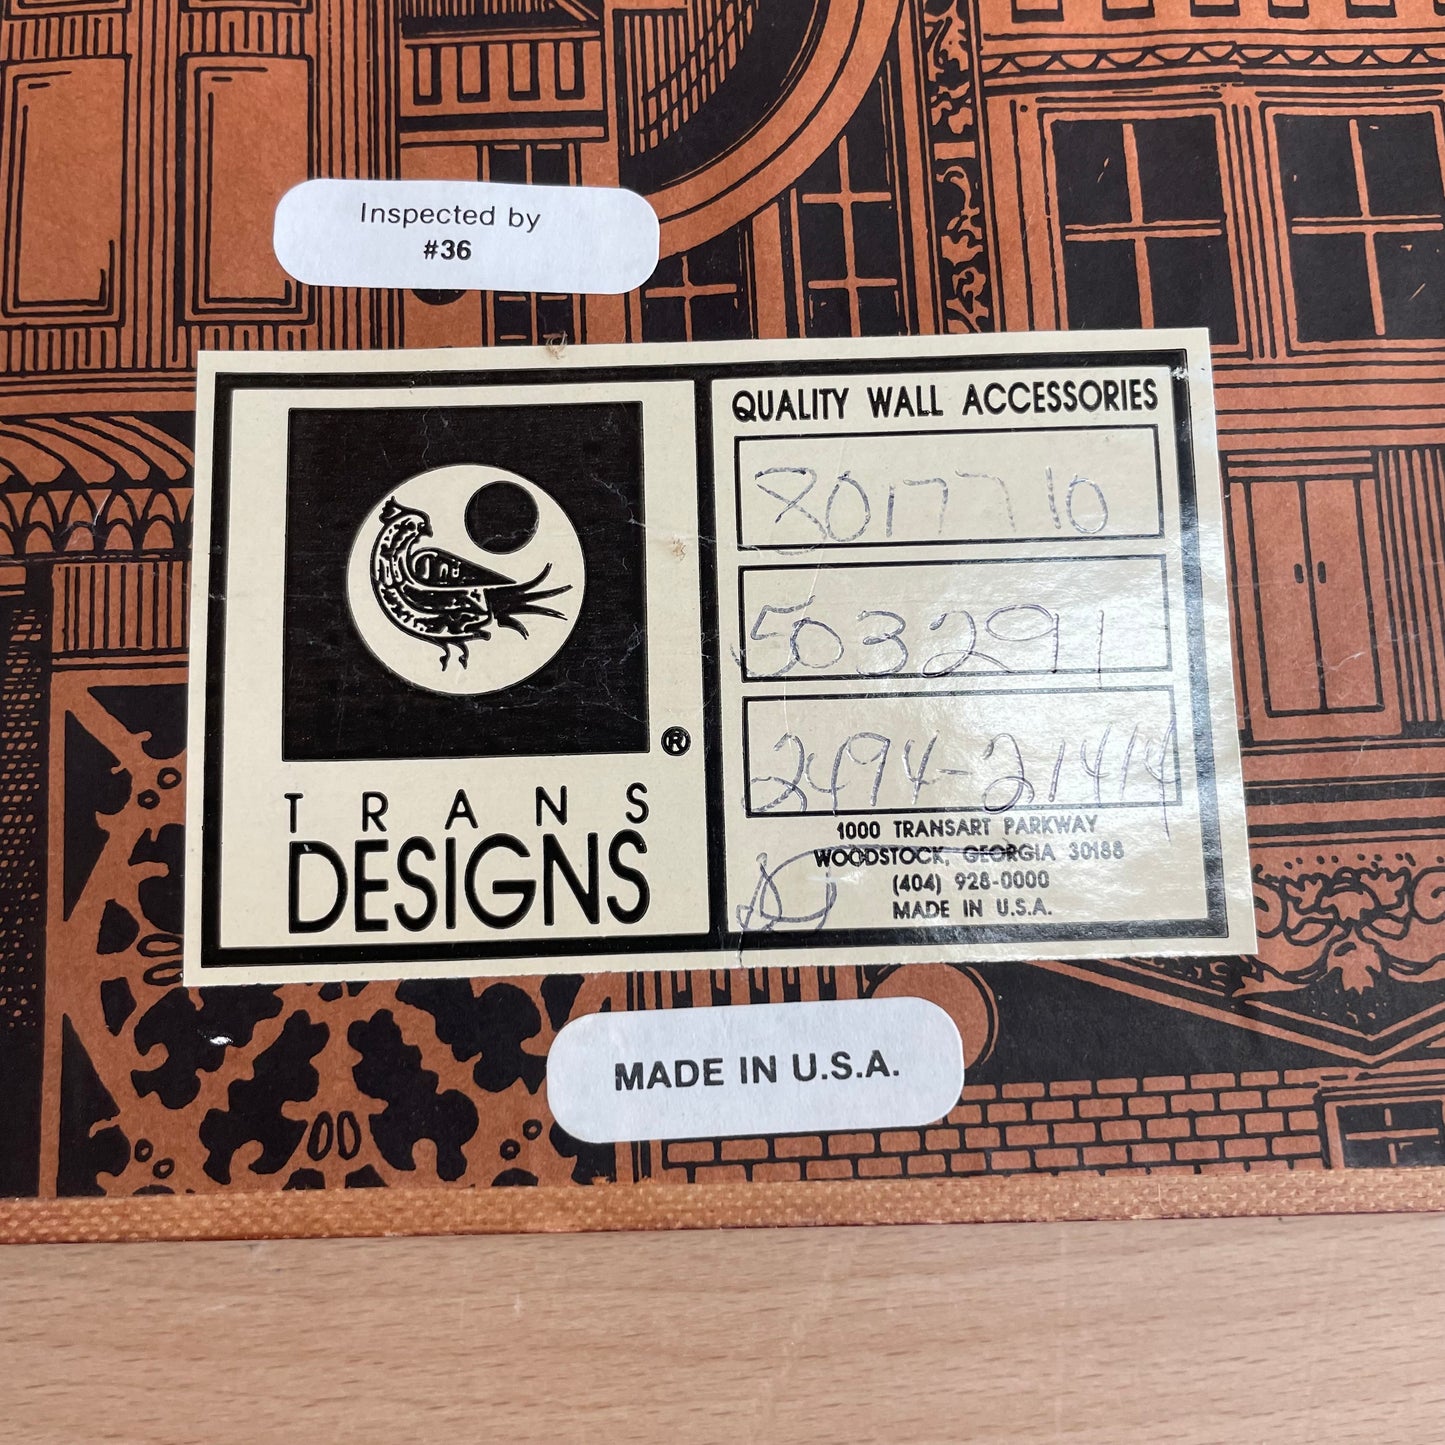 Inspected by
#36
®
TRANS
DESIGNS
QUALITY WALL ACCESSORIES
8017710
503291
2494-21414
1000 TRANSART PARKWAY
WOODSTOCK, GEORGIA 30188
(404) 928-0000
MADE IN U.S.A.
MADE IN U.S.A.